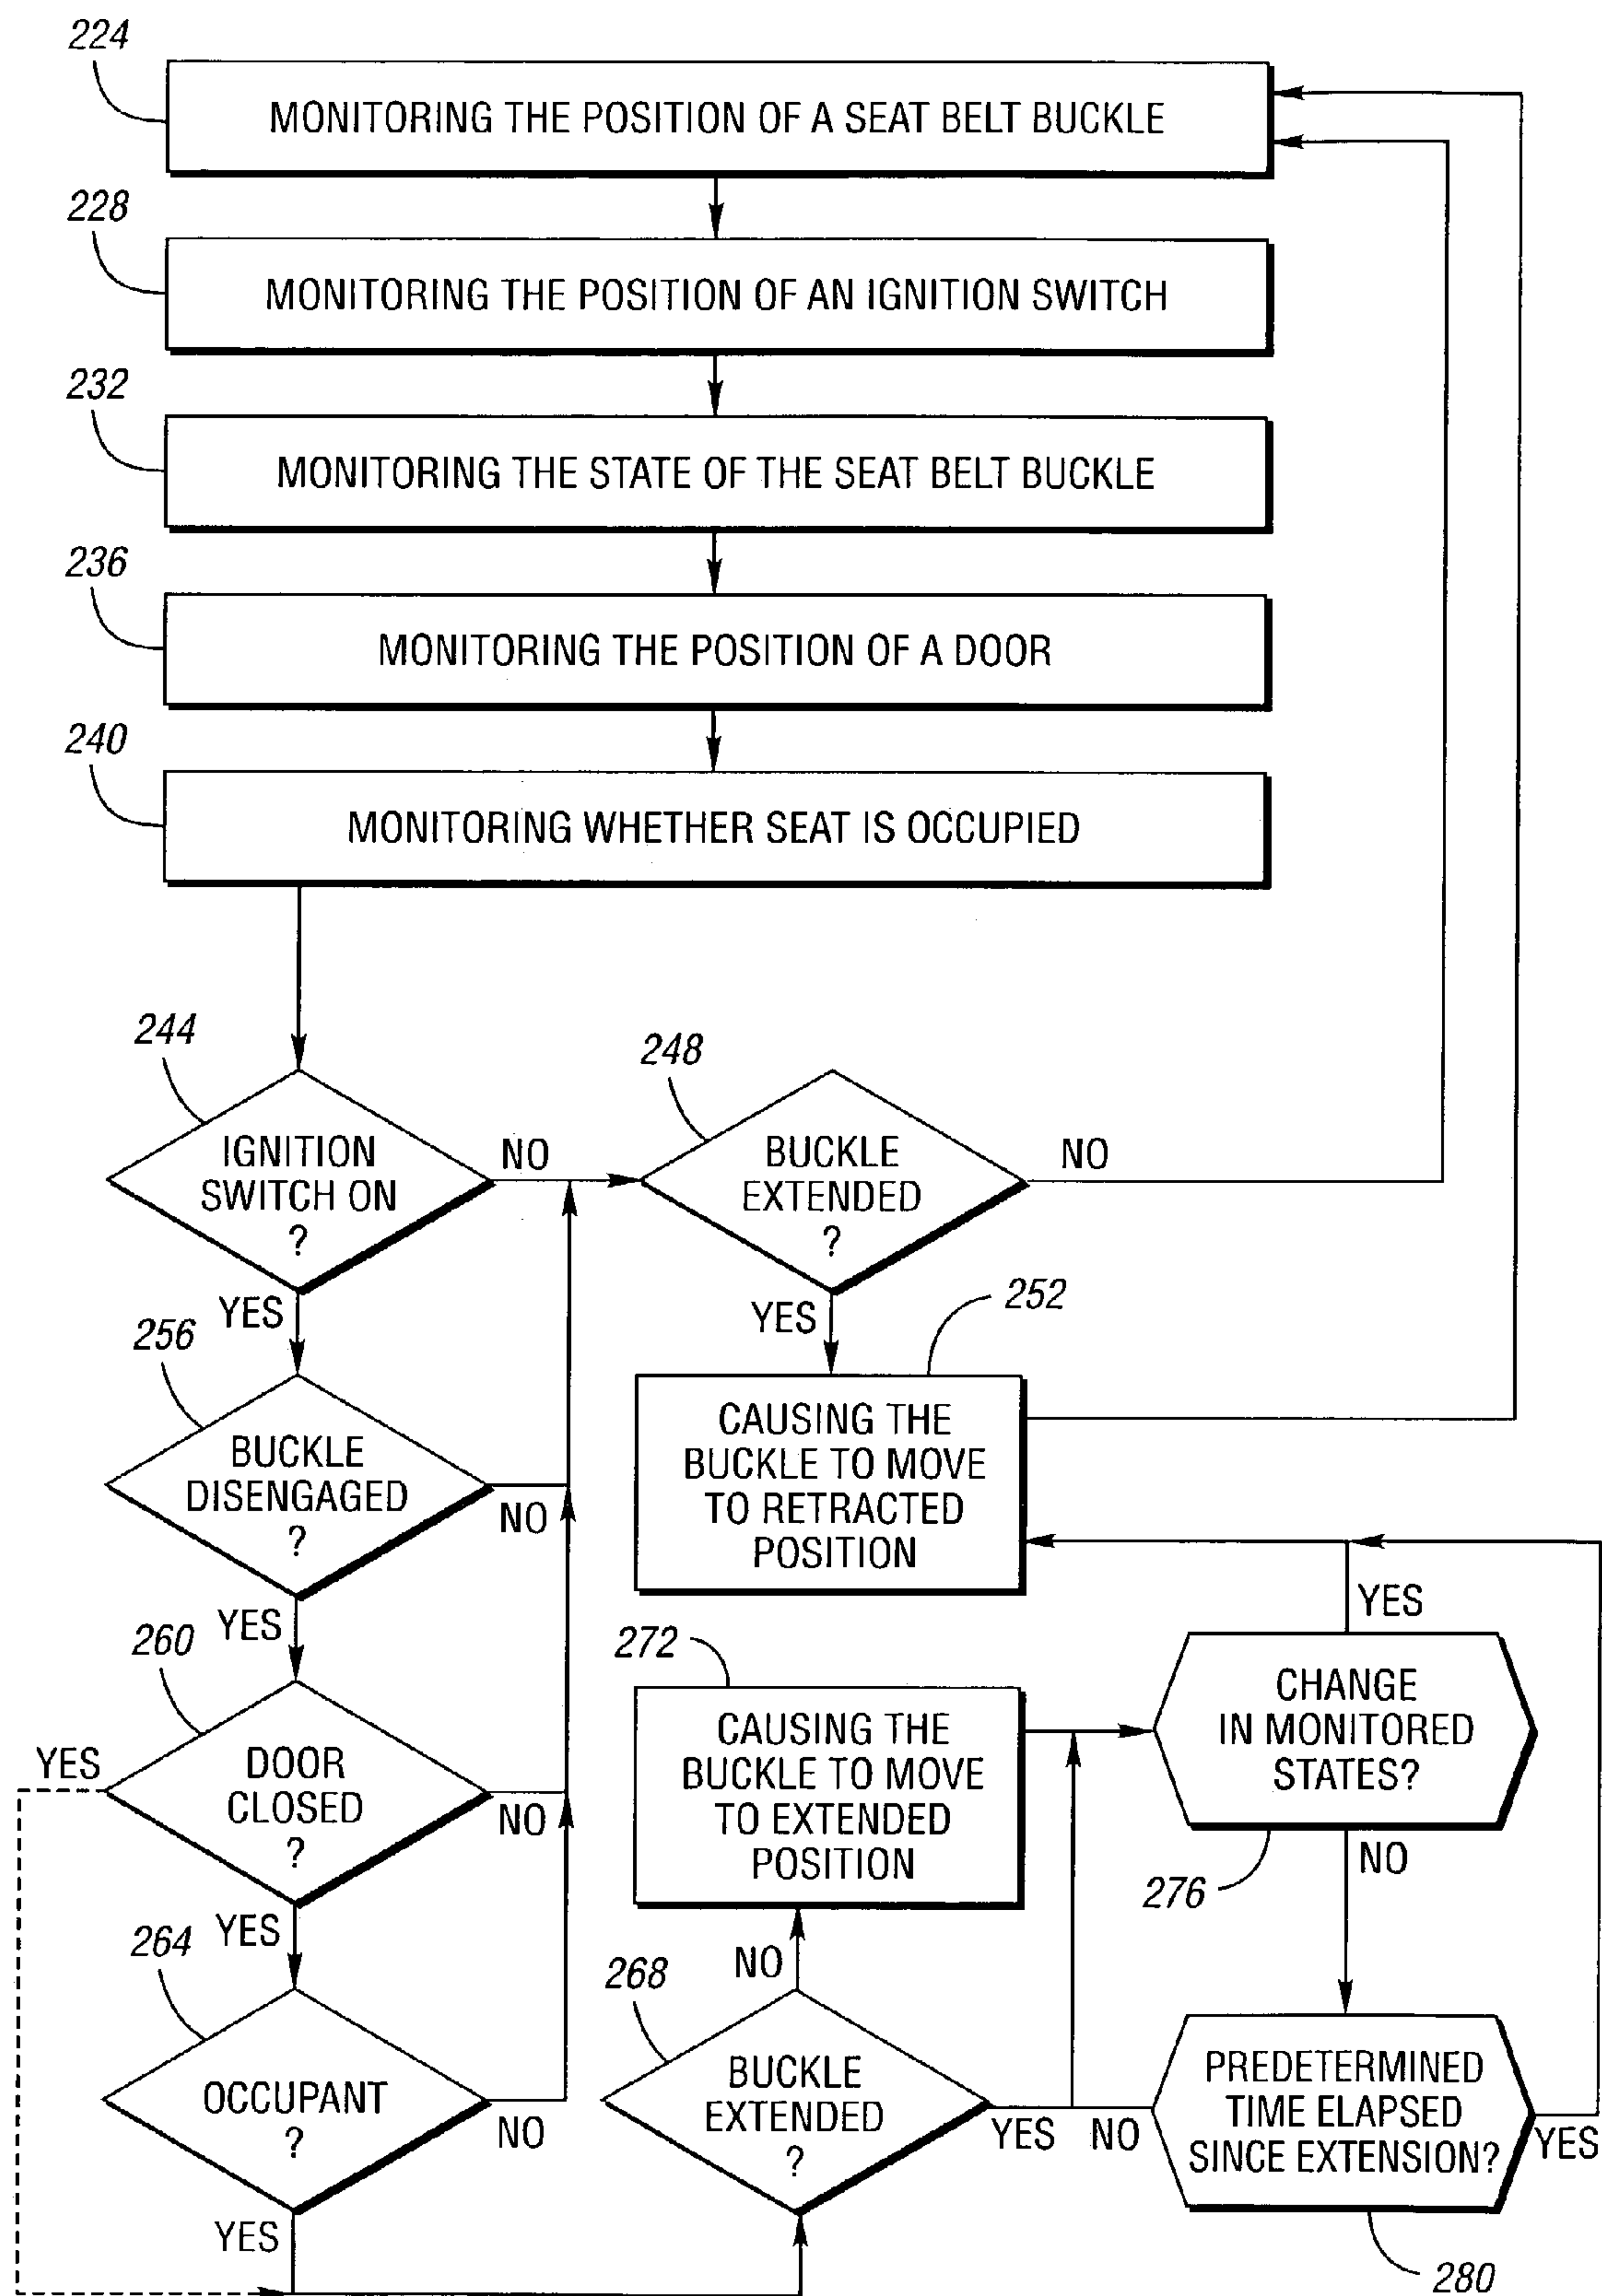 224
MONITORING THE POSITION OF A SEAT BELT BUCKLE
228
MONITORING THE POSITION OF AN IGNITION SWITCH
232
MONITORING THE STATE OF THE SEAT BELT BUCKLE
236
MONITORING THE POSITION OF A DOOR
240
MONITORING WHETHER SEAT IS OCCUPIED
244
IGNITION
SWITCH ON
?
NO
YES
248
BUCKLE
EXTENDED
?
NO
YES
252
CAUSING THE
BUCKLE TO MOVE
TO RETRACTED
POSITION
256
BUCKLE
DISENGAGED
?
NO
YES
260
YES
DOOR
CLOSED
?
NO
YES
264
OCCUPANT
?
NO
YES
268
BUCKLE
EXTENDED
?
NO
YES
272
CAUSING THE
BUCKLE TO MOVE
TO EXTENDED
POSITION
YES
CHANGE
IN MONITORED
STATES?
276
NO
PREDETERMINED
TIME ELAPSED
SINCE EXTENSION?
NO
YES
280